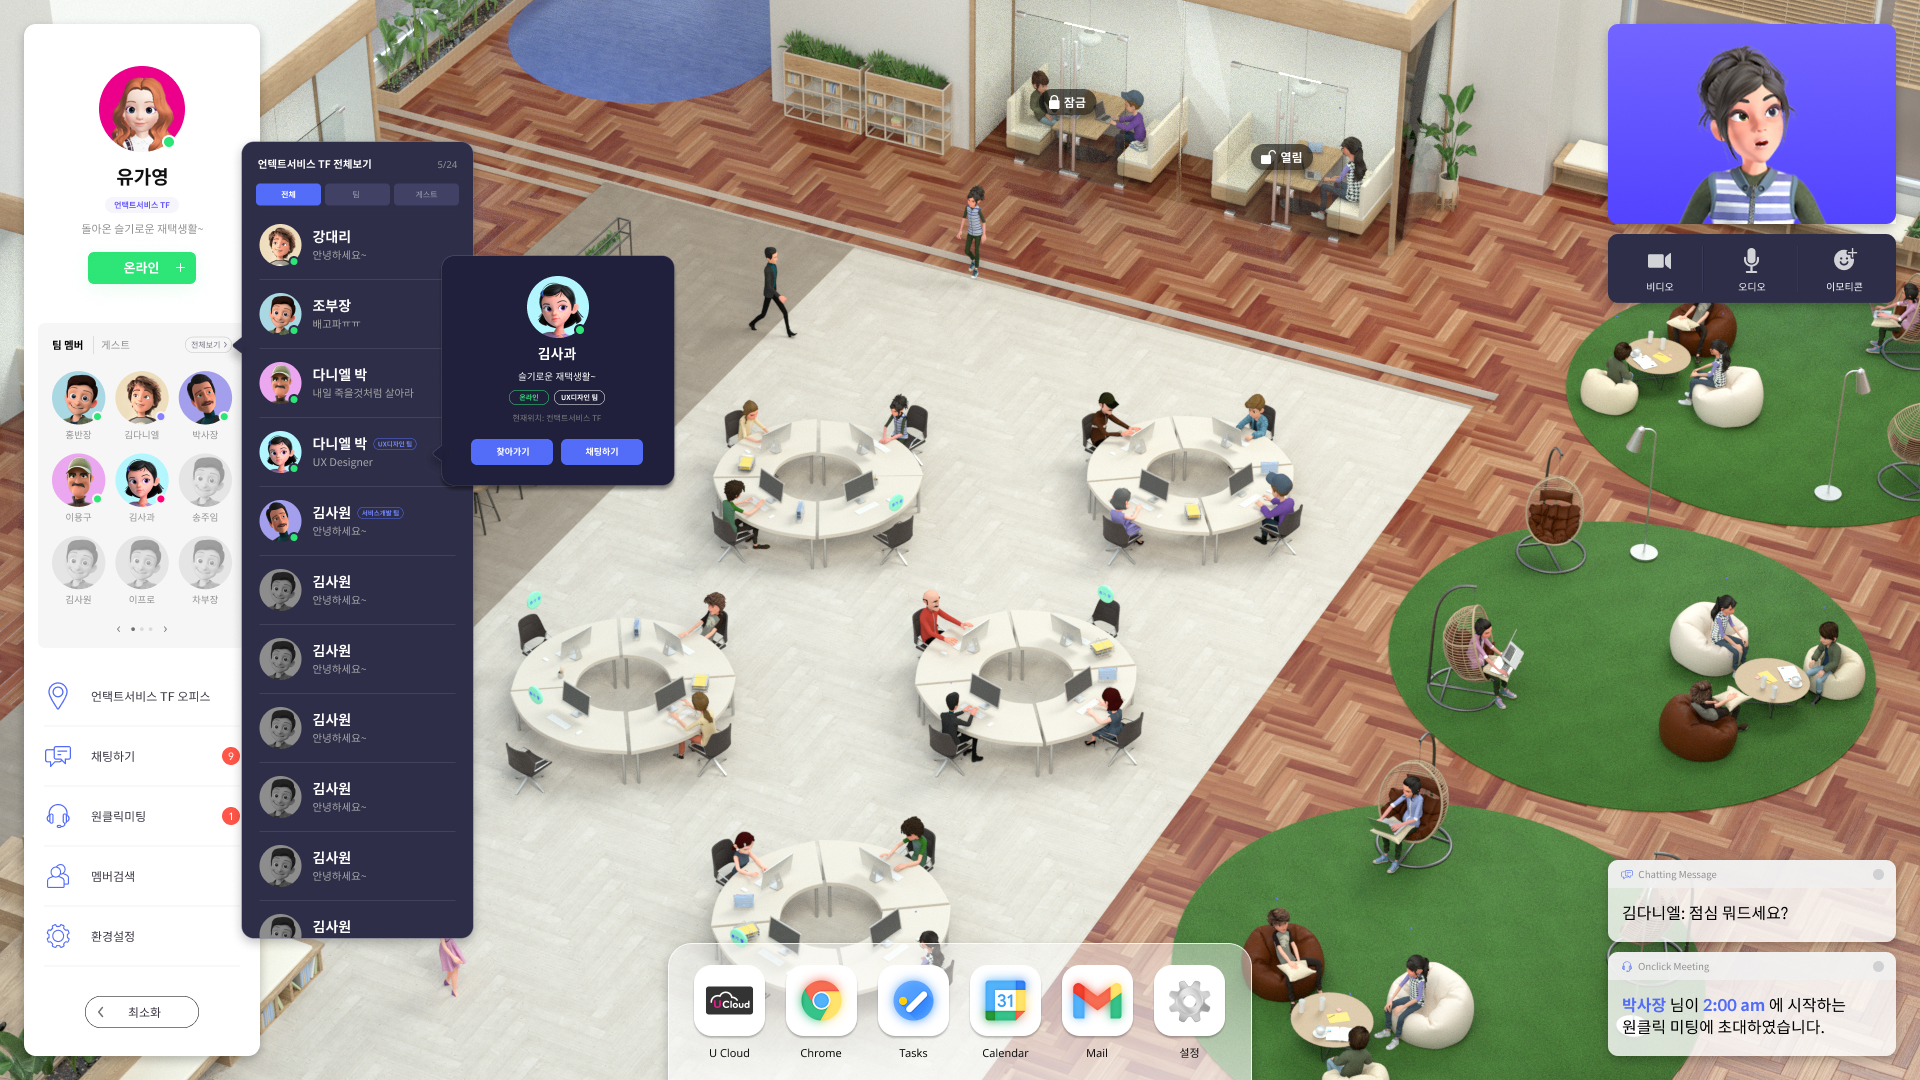 유가영
언택트서비스 TF
돌아온 슬기로운 재택생활~
온라인 +
팀 멤버
게스트
전체보기 >
홍반장
김다니엘
박사장
이용구
김사과
송주임
김사원
이프로
차부장
언택트서비스 TF 오피스
채팅하기
9
원클릭미팅
1
멤버검색
환경설정
최소화
언택트서비스 TF 전체보기
5/24
전체
팀
게스트
강대리
안녕하세요~
조부장
배고파ㅠㅠ
다니엘 박
내일 죽을것처럼 살아라
다니엘 박
UX디자인 팀
UX Designer
김사원
서비스개발 팀
안녕하세요~
김사원
안녕하세요~
김사원
안녕하세요~
김사원
안녕하세요~
김사원
안녕하세요~
김사원
안녕하세요~
김사원
김사과
슬기로운 재택생활~
온라인
UX디자인 팀
현재위치: 언택트서비스 TF
찾아가기
채팅하기
잠금
열림
비디오
오디오
이모티콘
Chatting Message
김다니엘: 점심 뭐드세요?
Onclick Meeting
박사장 님이 2:00 am 에 시작하는
원클릭 미팅에 초대하였습니다.
UCloud
31
U Cloud
Chrome
Tasks
Calendar
Mail
설정